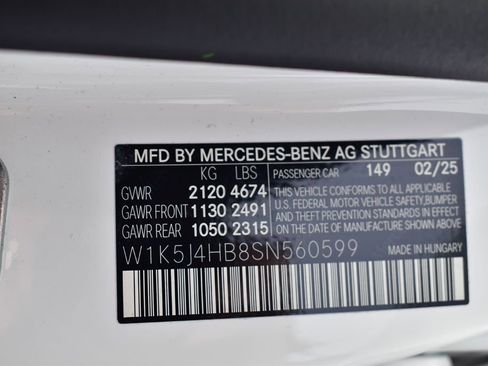 MFD BY MERCEDES-BENZ AG STUTTGART
KG LBS PASSENGER CAR 149 02/25
GVWR 2120 4674
GAWR FRONT 1130 2491
GAWR REAR 1050 2315
THIS VEHICLE CONFORMS TO ALL APPLICABLE
U.S. FEDERAL MOTOR VEHICLE SAFETY,BUMPER
AND THEFT PREVENTION STANDARDS IN EFFECT
ON THE DATE OF MANUFACTURE SHOWN ABOVE
W1K5J4HB8SN560599 MADE IN HUNGARY